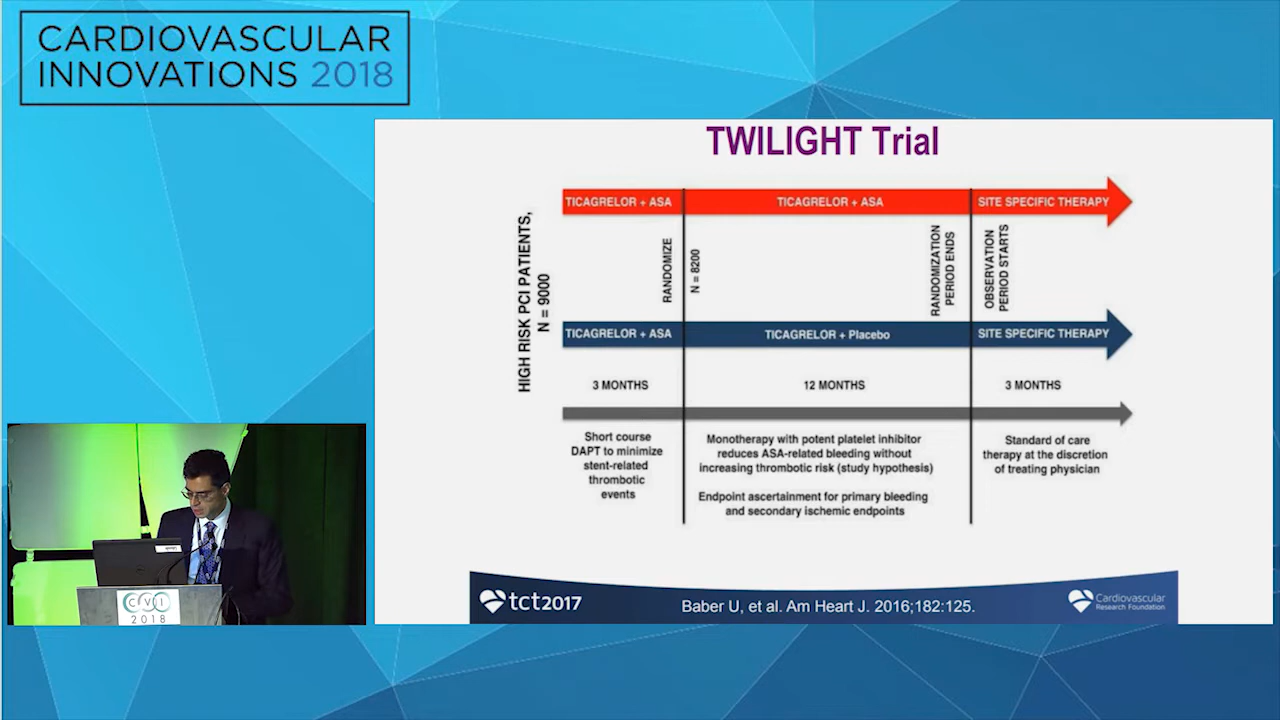 CARDIOVASCULAR
INNOVATIONS 2018
TWILIGHT Trial
HIGH RISK PCI PATIENTS,
N = 9000
TICAGRELOR + ASA
TICAGRELOR + ASA
SITE SPECIFIC THERAPY
RANDOMIZE
N = 8200
RANDOMIZATION
PERIOD ENDS
OBSERVATION
PERIOD STARTS
TICAGRELOR + ASA
TICAGRELOR + Placebo
SITE SPECIFIC THERAPY
3 MONTHS
12 MONTHS
3 MONTHS
Short course
DAPT to minimize
stent-related
thrombotic
events
Monotherapy with potent platelet inhibitor
reduces ASA-related bleeding without
increasing thrombotic risk (study hypothesis)
Endpoint ascertainment for primary bleeding
and secondary ischemic endpoints
Standard of care
therapy at the discretion
of treating physician
tct2017
Baber U, et al. Am Heart J. 2016;182:125.
Cardiovascular
Research Foundation
CVI
2018